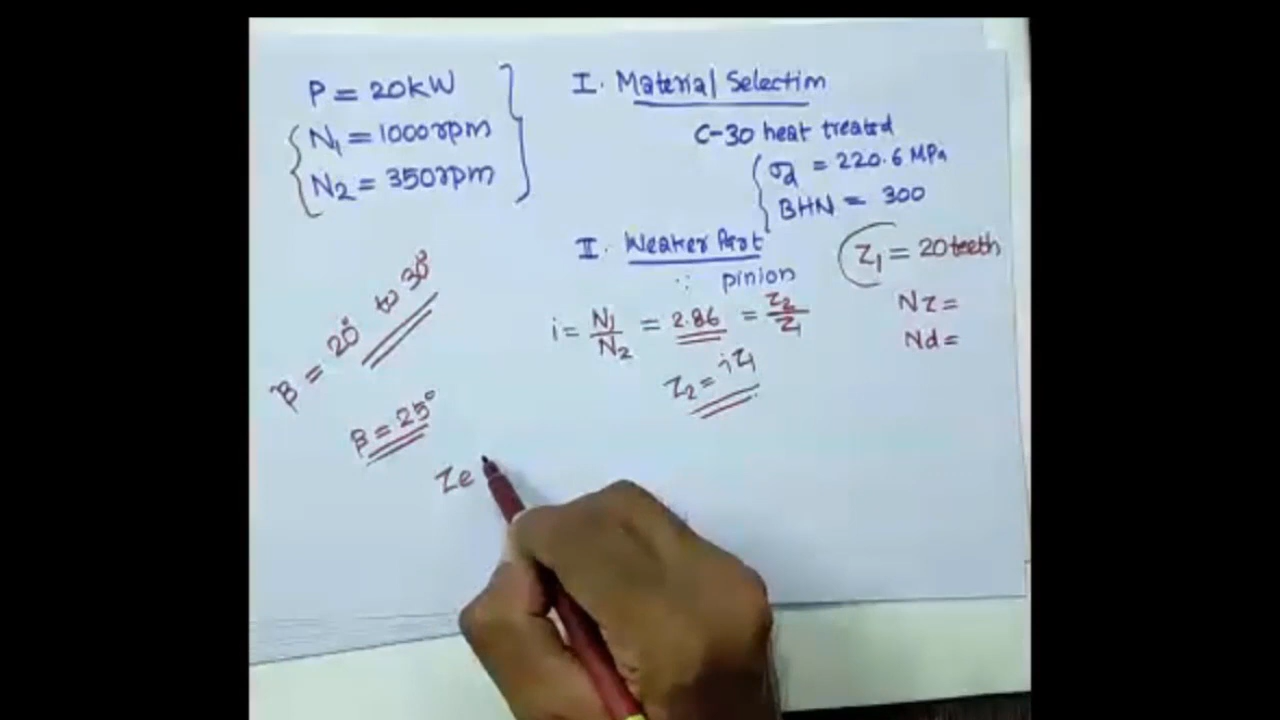 P = 20kW
N1 = 1000rpm
N2 = 350rpm
I. Material Selection
C-30 heat treated
σd = 220.6 MPa
BHN = 300
II. Weaker Part
∵ pinion
i = N1/N2 = 2.86 = Z2/Z1
Z2 = iZ1
Z1 = 20 teeth
NZ =
Nd =
β = 20° to 30°
β = 25°
Ze